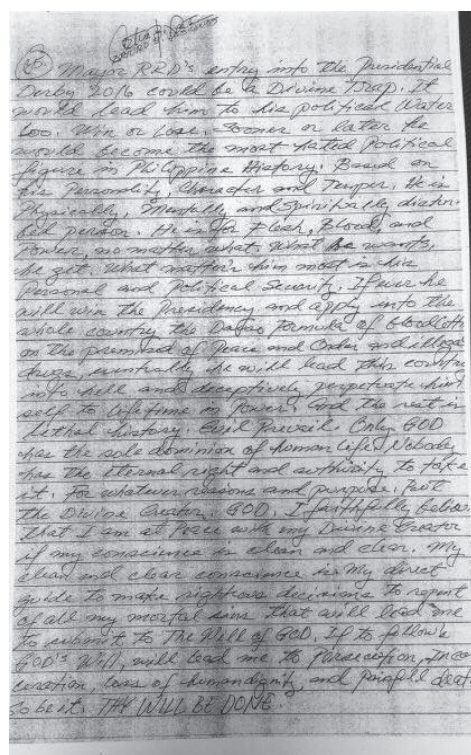 45. Mayor RRD's entry into the Presidential
Derby 2016 could be a Divine Trap. It
would lead him to his political Water
Loo. Win or Lose, Sooner or later he
would become the most hated Political
figure in Philippine History. Based on
his Personality, Character and Temper, He is
Physically, Mentally and Spiritually distur
bed person. He is for Flesh, Blood, and
Power, no matter what. What he wants,
he get. What matter's him most is his
Personal and Political Security. If ever he
will win the Presidency and apply into the
whole country the Davao Formula of Bloodlett
on the premised of Peace and Order and illegal
drugs, eventually he will lead this countr
into hell and deceptively perpetuate him
self to lifetime in Power. And the rest is
lethal history. Evil Prevail. Only GOD
has the sole dominion of human life. Nobody
has the eternal right and authority to take
it. For whatever reasons and purpose. But
the Divine Creator. GOD. I faithfully believe
that I am at Peace with my Divine Creator
if my conscience is clean and clear. My
clean and clear conscience is My direct
guide to make righteous decisions to repent
of all my mortal sins that will lead me
to submit to The Will of GOD. If to follow's
GOD's Will, will lead me to Persecution, Inca
ceration, loss of human dignity, and painfull deat
So be it. THY WILL BE DONE.